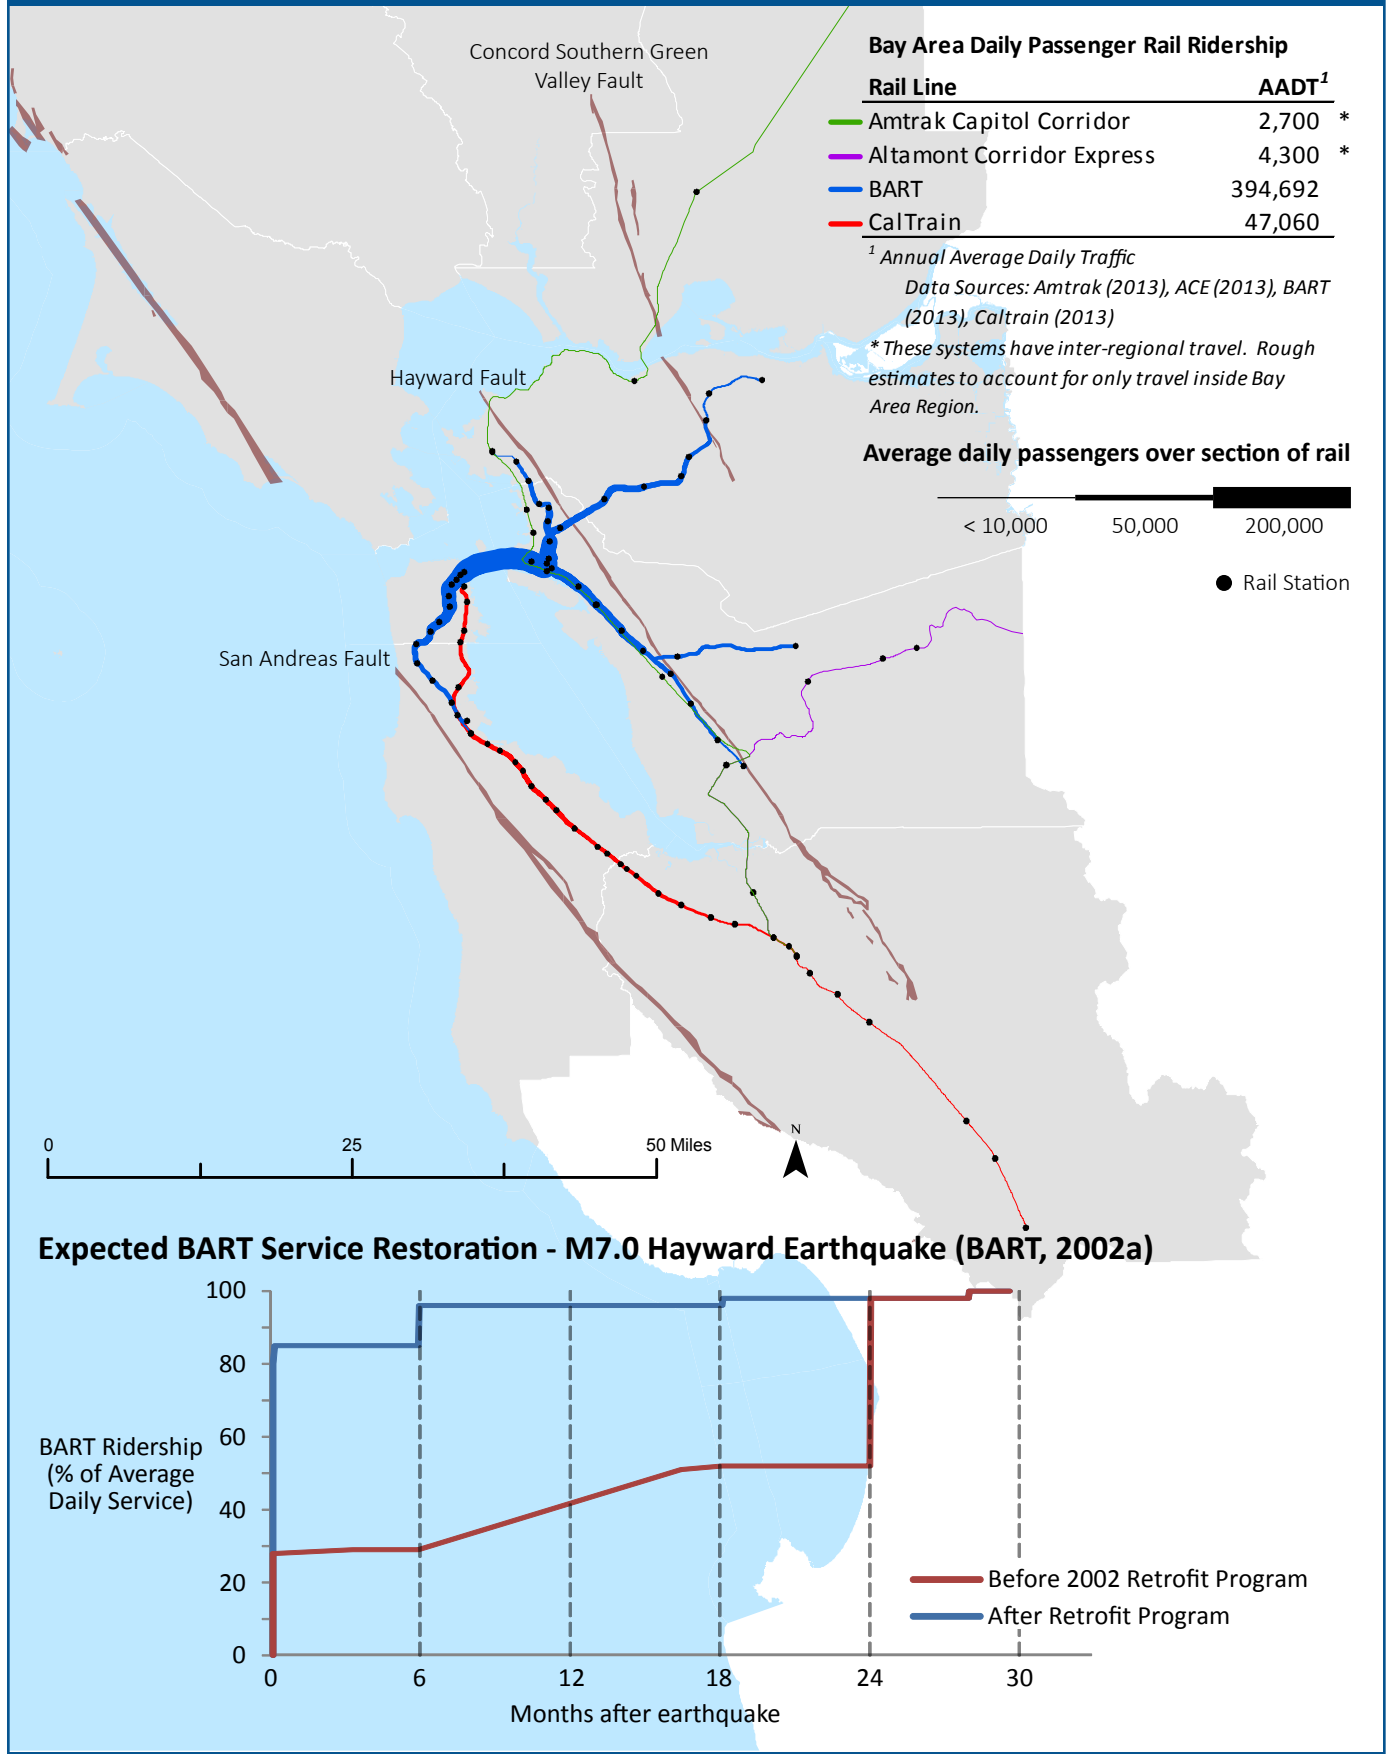 Concord Southern Green
Valley Fault
Bay Area Daily Passenger Rail Ridership
Rail Line AADT1
Amtrak Capitol Corridor 2,700 *
Altamont Corridor Express 4,300 *
BART 394,692
CalTrain 47,060
1 Annual Average Daily Traffic
Data Sources: Amtrak (2013), ACE (2013), BART
(2013), Caltrain (2013)
* These systems have inter-regional travel. Rough
estimates to account for only travel inside Bay
Area Region.
Hayward Fault
Average daily passengers over section of rail
< 10,000 50,000 200,000
Rail Station
San Andreas Fault
0 25 50 Miles
N
Expected BART Service Restoration - M7.0 Hayward Earthquake (BART, 2002a)
100
80
60
40
20
0
BART Ridership
(% of Average
Daily Service)
Before 2002 Retrofit Program
After Retrofit Program
0 6 12 18 24 30
Months after earthquake